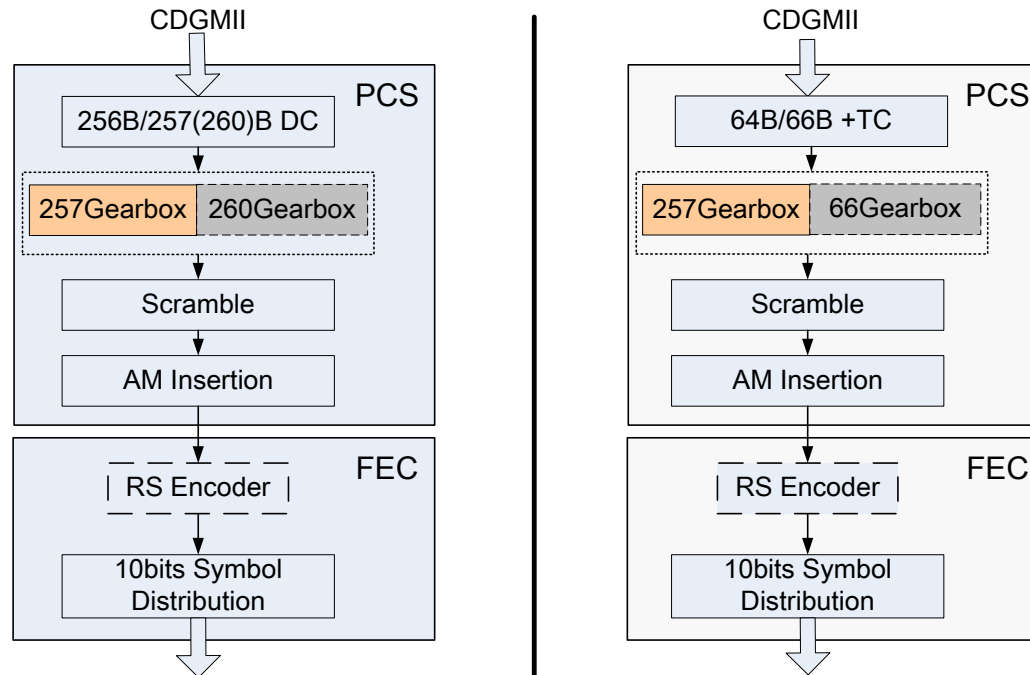 CDGMII
PCS
256B/257(260)B DC
257Gearbox
260Gearbox
Scramble
AM Insertion
FEC
RS Encoder
10bits Symbol
Distribution
CDGMII
PCS
64B/66B +TC
257Gearbox
66Gearbox
Scramble
AM Insertion
FEC
RS Encoder
10bits Symbol
Distribution